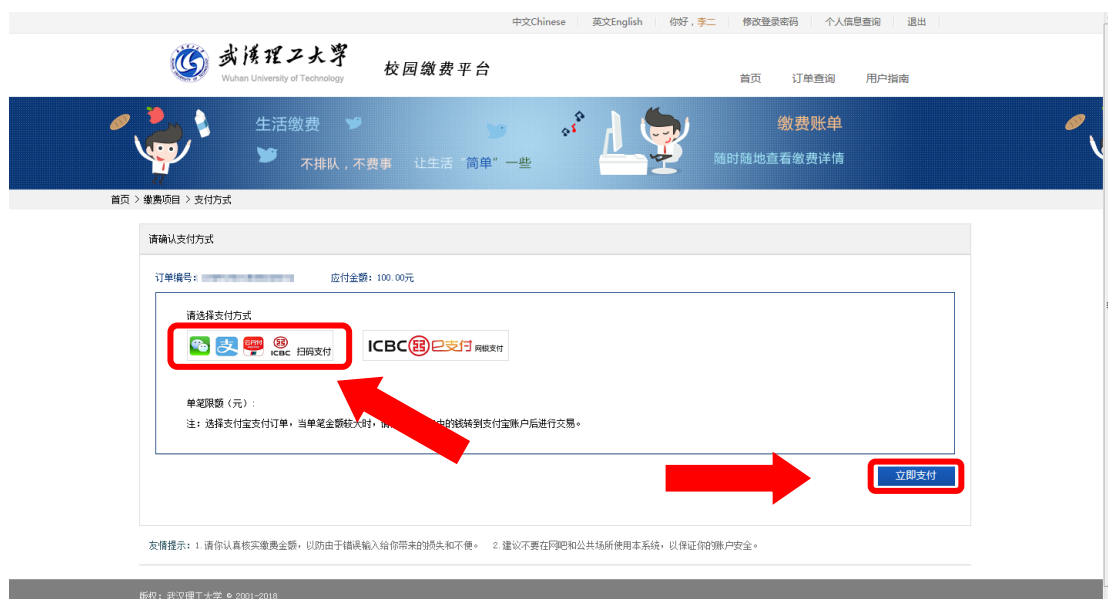 中文Chinese 英文English 你好，李二 修改登录密码 个人信息查询 退出
武汉理工大学
Wuhan University of Technology
校园缴费平台
首页 订单查询 用户指南
生活缴费
不排队，不费事 让生活“简单”一些
缴费账单
随时随地查看缴费详情
首页 > 缴费项目 > 支付方式
请确认支付方式
订单编号： 应付金额：100.00元
请选择支付方式
支 ICBC 扫码支付
ICBC e支付 网银支付
单笔限额（元）：
注：选择支付宝支付订单，当单笔金额较大时， 的钱转到支付宝账户后进行交易。
立即支付
友情提示：1.请你认真核实缴费金额，以防由于错误输入给你带来的损失和不便。 2.建议不要在网吧和公共场所使用本系统，以保证你的账户安全。
版权：武汉理工大学 © 2001-2018